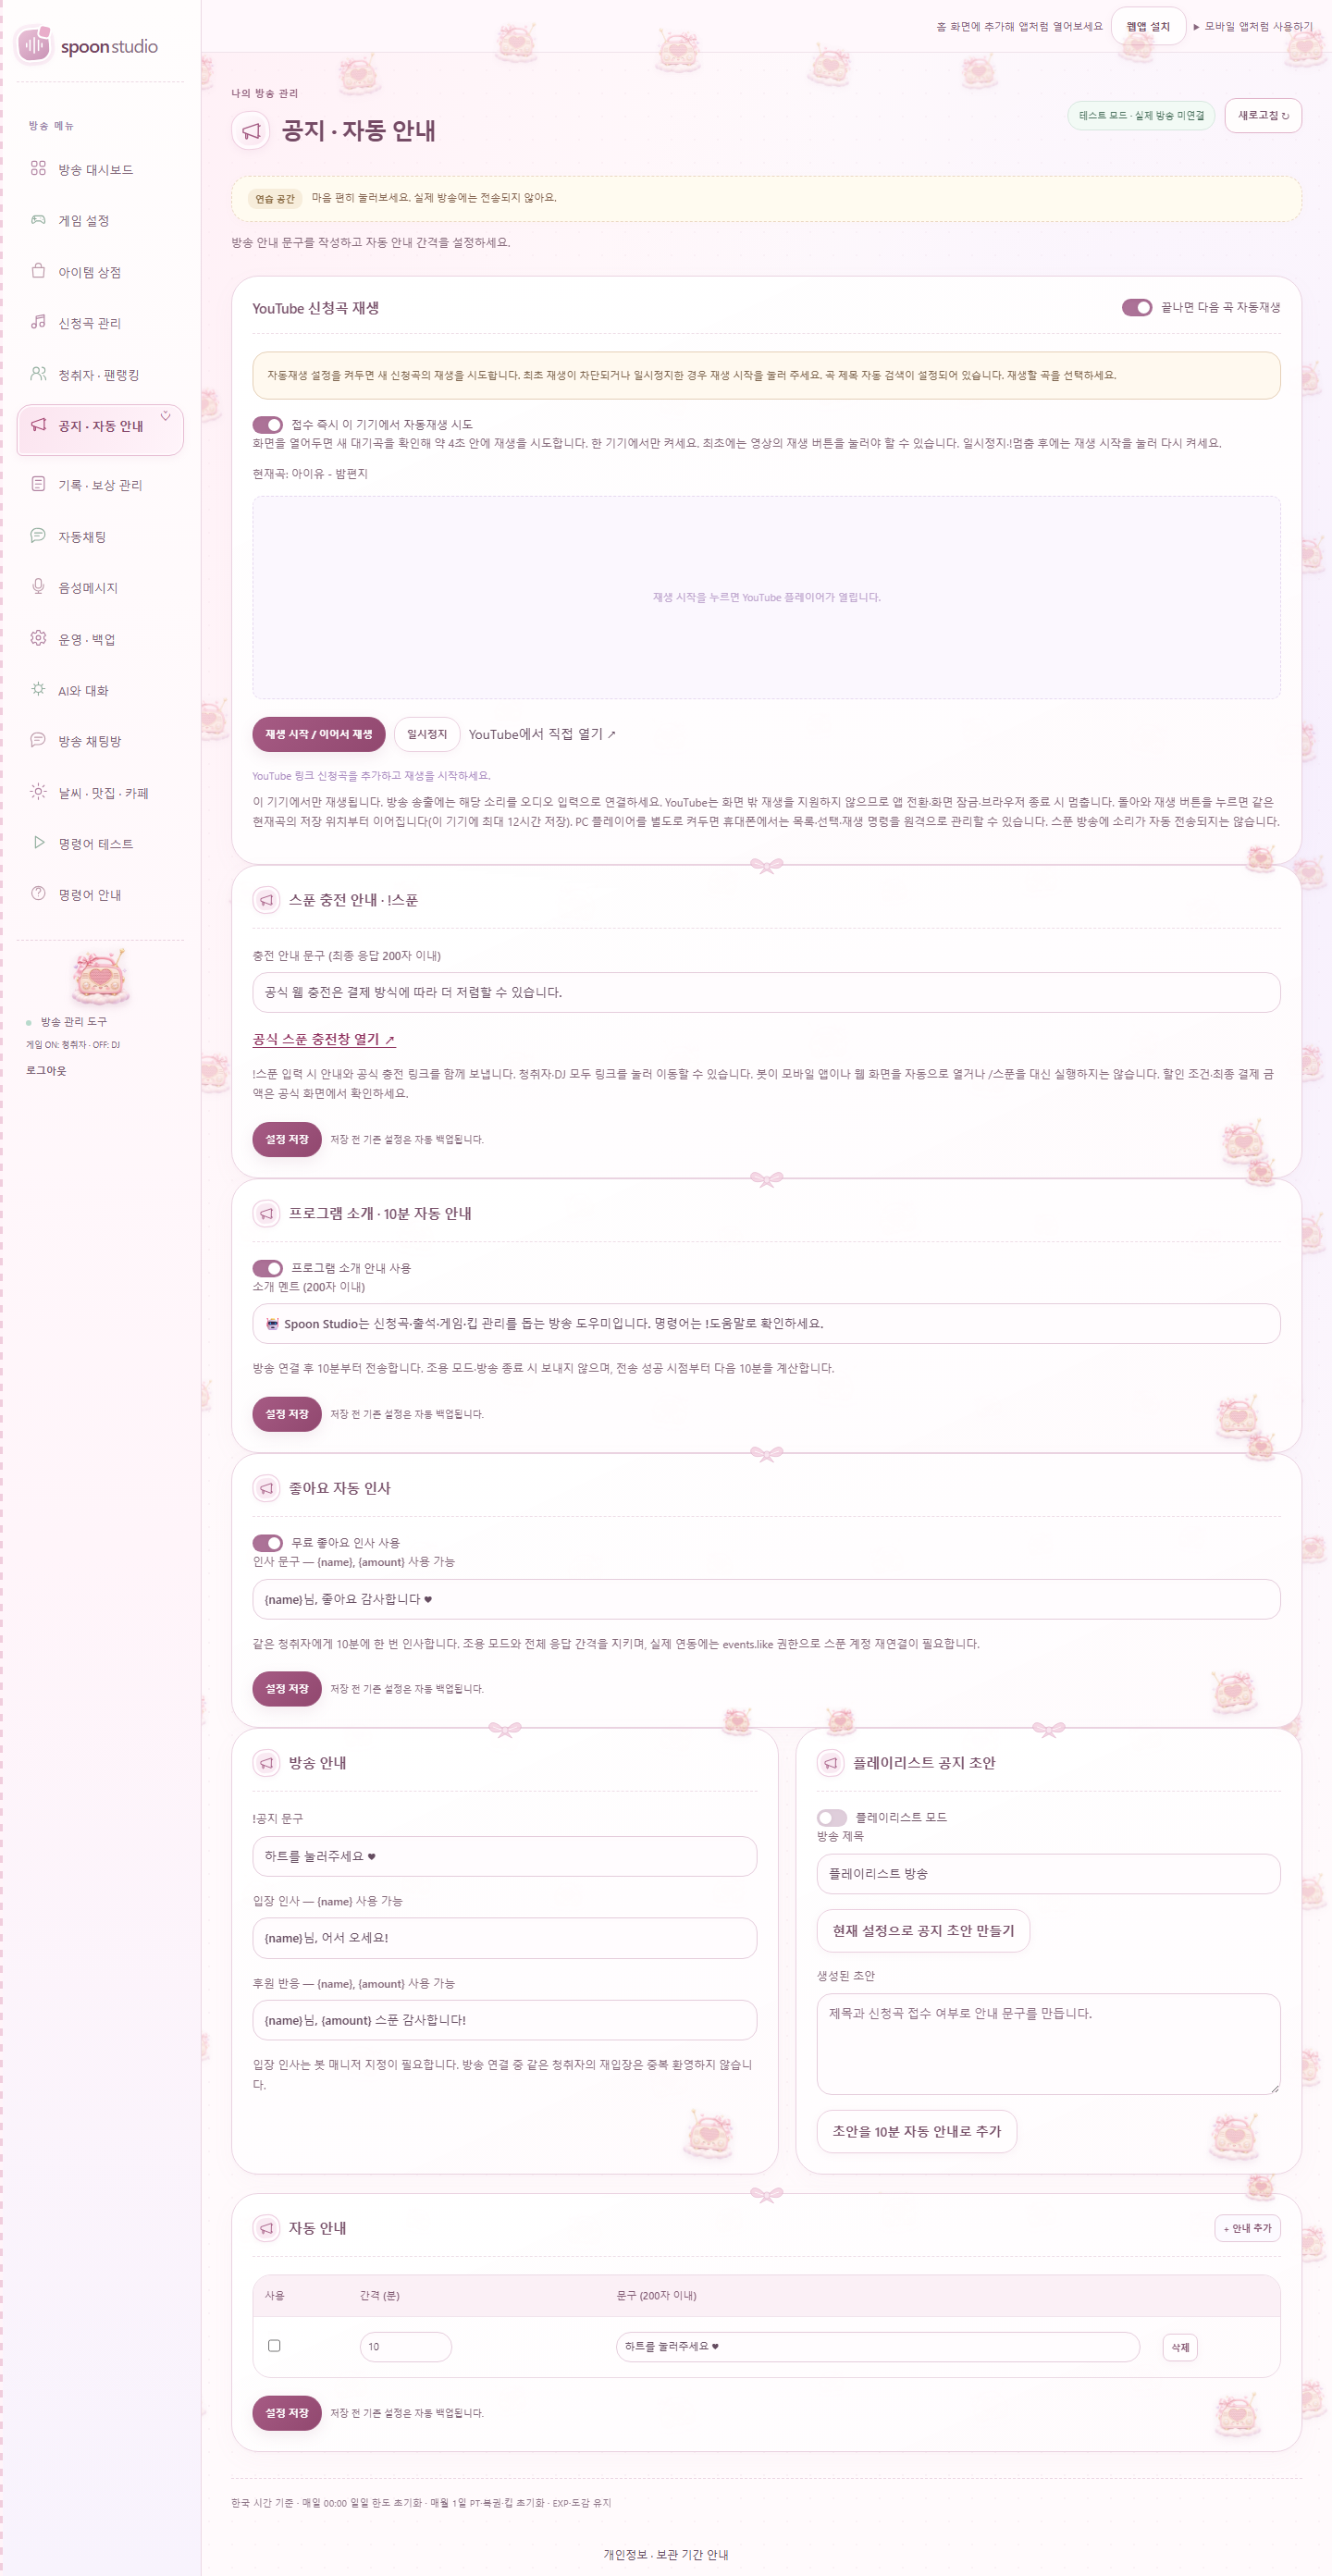 홈 화면에 추가해 앱처럼 열어보세요 웹앱 설치 ▶ 모바일 앱처럼 사용하기
spoon studio
방송 메뉴
방송 대시보드
게임 설정
아이템 상점
신청곡 관리
청취자 · 팬랭킹
공지 · 자동 안내
기록 · 보상 관리
자동채팅
음성메시지
운영 · 백업
AI와 대화
방송 채팅방
날씨 · 맛집 · 카페
명령어 테스트
명령어 안내
방송 관리 도구
게임 ON: 청취자 · OFF: DJ
로그아웃
나의 방송 관리
공지 · 자동 안내
테스트 모드 · 실제 방송 미연결 새로고침 ↻
연습 공간 마음 편히 눌러보세요. 실제 방송에는 전송되지 않아요.
방송 안내 문구를 작성하고 자동 안내 간격을 설정하세요.
YouTube 신청곡 재생 끝나면 다음 곡 자동재생
자동재생 설정을 켜두면 새 신청곡의 재생을 시도합니다. 최초 재생이 차단되거나 일시정지한 경우 재생 시작을 눌러 주세요. 곡 제목 자동 검색이 설정되어 있습니다. 재생할 곡을 선택하세요.
접수 즉시 이 기기에서 자동재생 시도
화면을 열어두면 새 대기곡을 확인해 약 4초 안에 재생을 시도합니다. 한 기기에서만 켜세요. 최초에는 영상의 재생 버튼을 눌러야 할 수 있습니다. 일시정지·!멈춤 후에는 재생 시작을 눌러 다시 켜세요.
현재곡: 아이유 - 밤편지
재생 시작을 누르면 YouTube 플레이어가 열립니다.
재생 시작 / 이어서 재생 일시정지 YouTube에서 직접 열기 ↗
YouTube 링크 신청곡을 추가하고 재생을 시작하세요.
이 기기에서만 재생됩니다. 방송 송출에는 해당 소리를 오디오 입력으로 연결하세요. YouTube는 화면 밖 재생을 지원하지 않으므로 앱 전환·화면 잠금·브라우저 종료 시 멈춥니다. 돌아와 재생 버튼을 누르면 같은
현재곡의 저장 위치부터 이어집니다(이 기기에 최대 12시간 저장). PC 플레이어를 별도로 켜두면 휴대폰에서는 목록·선택·재생 명령을 원격으로 관리할 수 있습니다. 스푼 방송에 소리가 자동 전송되지는 않습니다.
스푼 충전 안내 · !스푼
충전 안내 문구 (최종 응답 200자 이내)
공식 웹 충전은 결제 방식에 따라 더 저렴할 수 있습니다.
공식 스푼 충전창 열기 ↗
!스푼 입력 시 안내와 공식 충전 링크를 함께 보냅니다. 청취자·DJ 모두 링크를 눌러 이동할 수 있습니다. 봇이 모바일 앱이나 웹 화면을 자동으로 열거나 /스푼을 대신 실행하지는 않습니다. 할인 조건·최종 결제 금
액은 공식 화면에서 확인하세요.
설정 저장 저장 전 기존 설정은 자동 백업됩니다.
프로그램 소개 · 10분 자동 안내
프로그램 소개 안내 사용
소개 멘트 (200자 이내)
🤖 Spoon Studio는 신청곡·출석·게임·킵 관리를 돕는 방송 도우미입니다. 명령어는 !도움말로 확인하세요.
방송 연결 후 10분부터 전송합니다. 조용 모드·방송 종료 시 보내지 않으며, 전송 성공 시점부터 다음 10분을 계산합니다.
설정 저장 저장 전 기존 설정은 자동 백업됩니다.
좋아요 자동 인사
무료 좋아요 인사 사용
인사 문구 — {name}, {amount} 사용 가능
{name}님, 좋아요 감사합니다 ♥
같은 청취자에게 10분에 한 번 인사합니다. 조용 모드와 전체 응답 간격을 지키며, 실제 연동에는 events.like 권한으로 스푼 계정 재연결이 필요합니다.
설정 저장 저장 전 기존 설정은 자동 백업됩니다.
방송 안내
!공지 문구
하트를 눌러주세요 ♥
입장 인사 — {name} 사용 가능
{name}님, 어서 오세요!
후원 반응 — {name}, {amount} 사용 가능
{name}님, {amount} 스푼 감사합니다!
입장 인사는 봇 매니저 지정이 필요합니다. 방송 연결 중 같은 청취자의 재입장은 중복 환영하지 않습니
다.
플레이리스트 공지 초안
플레이리스트 모드
방송 제목
플레이리스트 방송
현재 설정으로 공지 초안 만들기
생성된 초안
제목과 신청곡 접수 여부로 안내 문구를 만듭니다.
초안을 10분 자동 안내로 추가
자동 안내 + 안내 추가
사용 간격 (분) 문구 (200자 이내)
10 하트를 눌러주세요 ♥ 삭제
설정 저장 저장 전 기존 설정은 자동 백업됩니다.
한국 시간 기준 · 매일 00:00 일일 한도 초기화 · 매월 1일 PT·복권·킵 초기화 · EXP·도감 유지
개인정보 · 보관 기간 안내